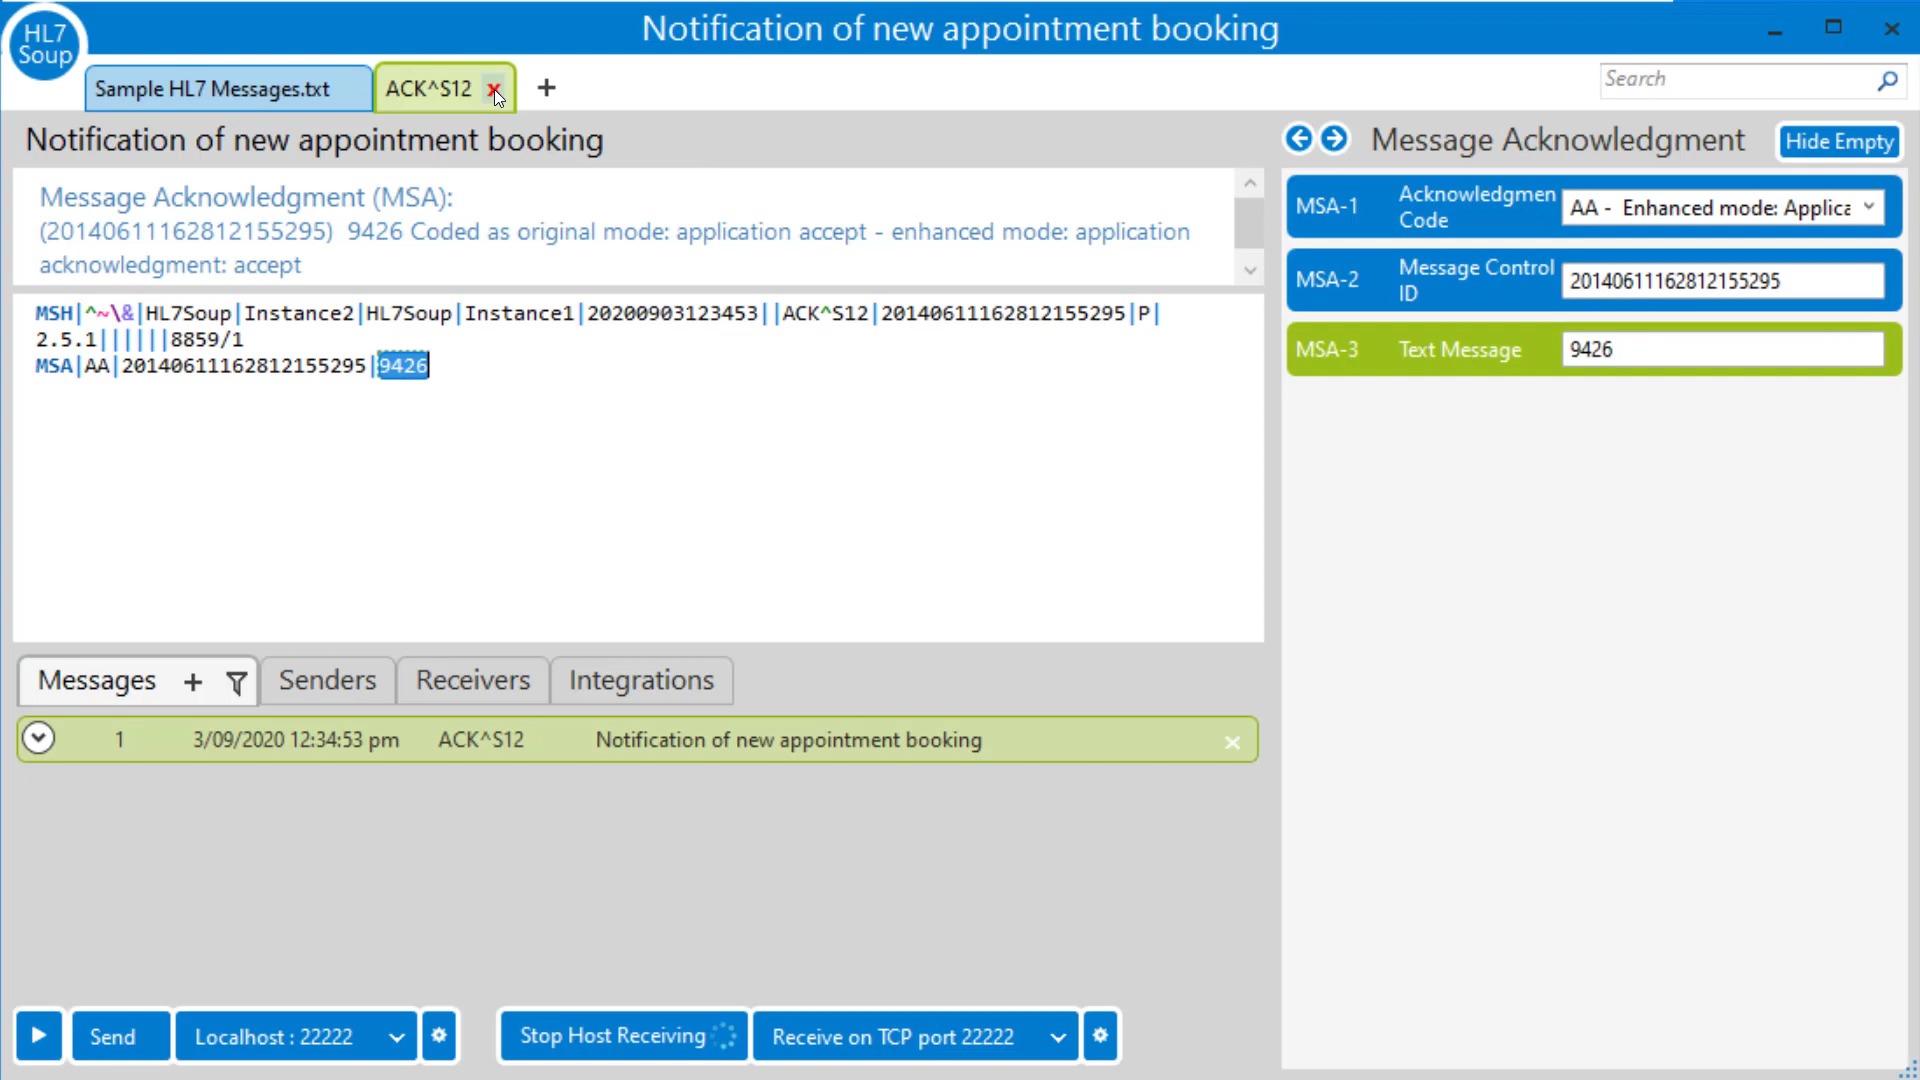 HL7
Soup
Notification of new appointment booking
Sample HL7 Messages.txt
ACK^S12
Search
Notification of new appointment booking
Message Acknowledgment (MSA):
(20140611162812155295)  9426 Coded as original mode: application accept - enhanced mode: application
acknowledgment: accept
MSH|^~\&|HL7Soup|Instance2|HL7Soup|Instance1|20200903123453||ACK^S12|20140611162812155295|P|
2.5.1||||||8859/1
MSA|AA|20140611162812155295|9426
Message Acknowledgment
Hide Empty
MSA-1
Acknowledgmen
Code
AA -  Enhanced mode: Applica
MSA-2
Message Control
ID
20140611162812155295
MSA-3
Text Message
9426
Messages
Senders
Receivers
Integrations
1
3/09/2020 12:34:53 pm
ACK^S12
Notification of new appointment booking
Send
Localhost : 22222
Stop Host Receiving
Receive on TCP port 22222